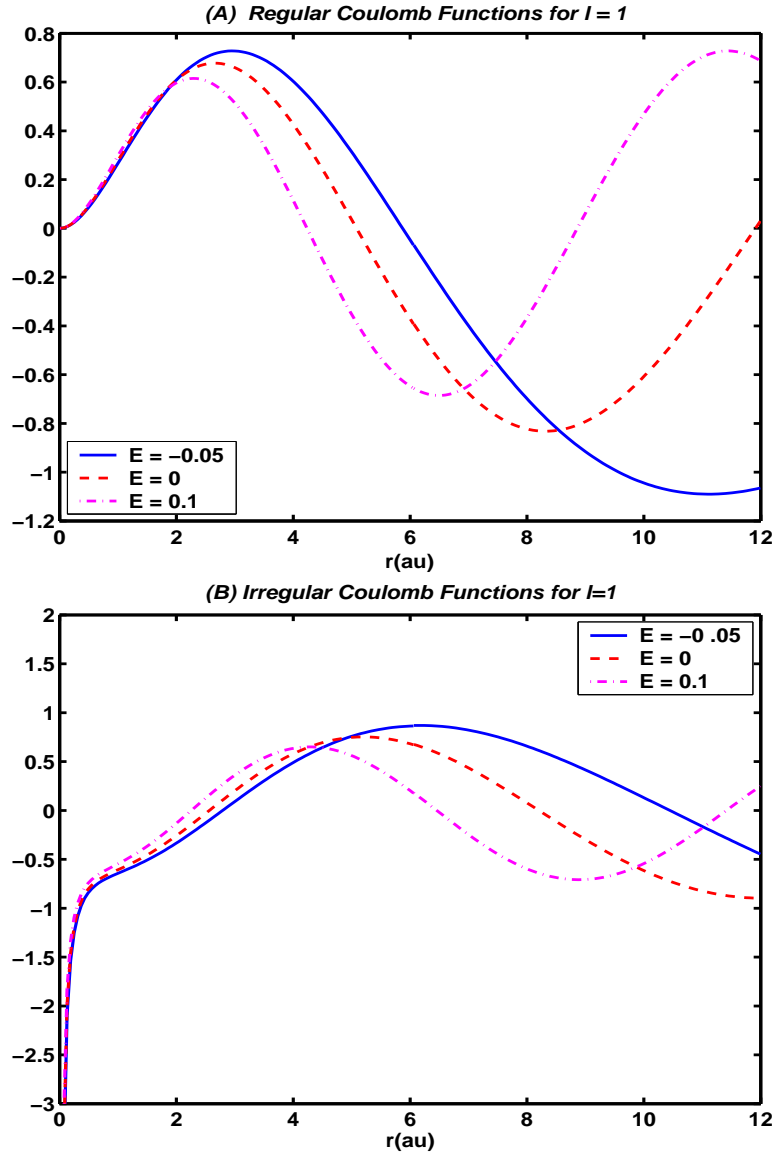 (A) Regular Coulomb Functions for l = 1
0.8
0.6
0.4
0.2
0
−0.2
−0.4
−0.6
−0.8
−1
−1.2
E = −0.05
E = 0
E = 0.1
0 2 4 6 8 10 12
r(au)
(B) Irregular Coulomb Functions for l=1
2
1.5
1
0.5
0
−0.5
−1
−1.5
−2
−2.5
−3
E = −0 .05
E = 0
E = 0.1
0 2 4 6 8 10 12
r(au)